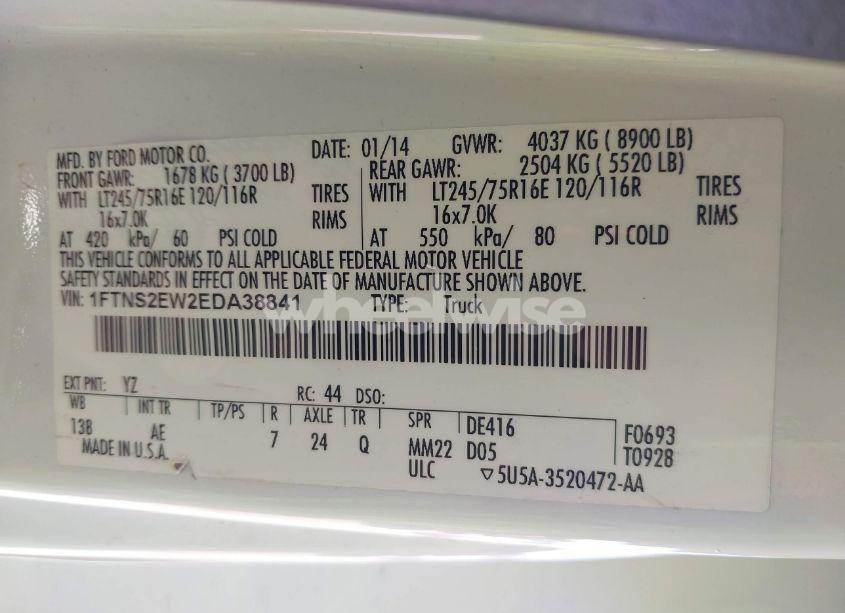 MFD. BY FORD MOTOR CO. DATE: 01/14 GVWR: 4037 KG ( 8900 LB)
FRONT GAWR: 1678 KG ( 3700 LB) REAR GAWR: 2504 KG ( 5520 LB)
WITH LT245/75R16E 120/116R TIRES WITH LT245/75R16E 120/116R TIRES
16x7.0K RIMS 16x7.0K RIMS
AT 420 kPa/ 60 PSI COLD AT 550 kPa/ 80 PSI COLD
THIS VEHICLE CONFORMS TO ALL APPLICABLE FEDERAL MOTOR VEHICLE
SAFETY STANDARDS IN EFFECT ON THE DATE OF MANUFACTURE SHOWN ABOVE.
VIN: 1FTNS2EW2EDA38841 TYPE: Truck
wheelwise
EXT PNT: YZ RC: 44 DSO:
WB INT TR TP/PS R AXLE TR SPR DE416 F0693
138 AE 7 24 Q MM22 D05 T0928
MADE IN U.S.A. ULC 5U5A-3520472-AA